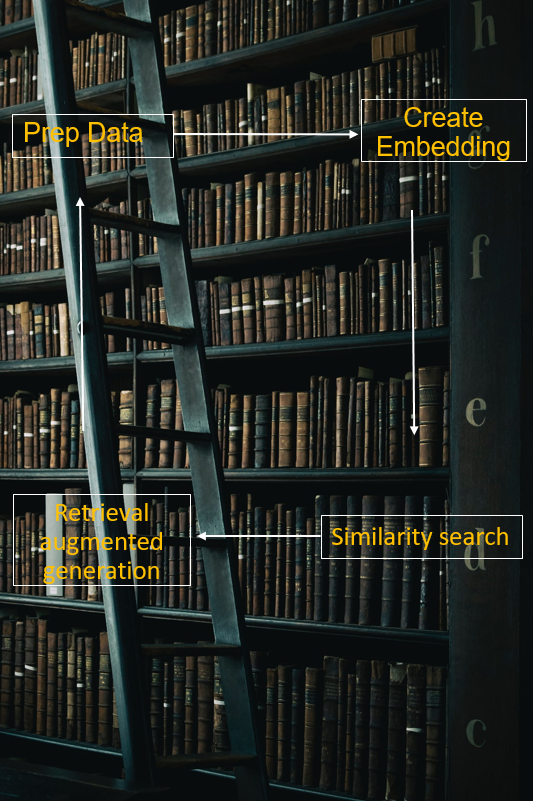 h
Prep Data
Create
Embedding
g
f
e
Retrieval
augmented
generation
Similarity search
d
c